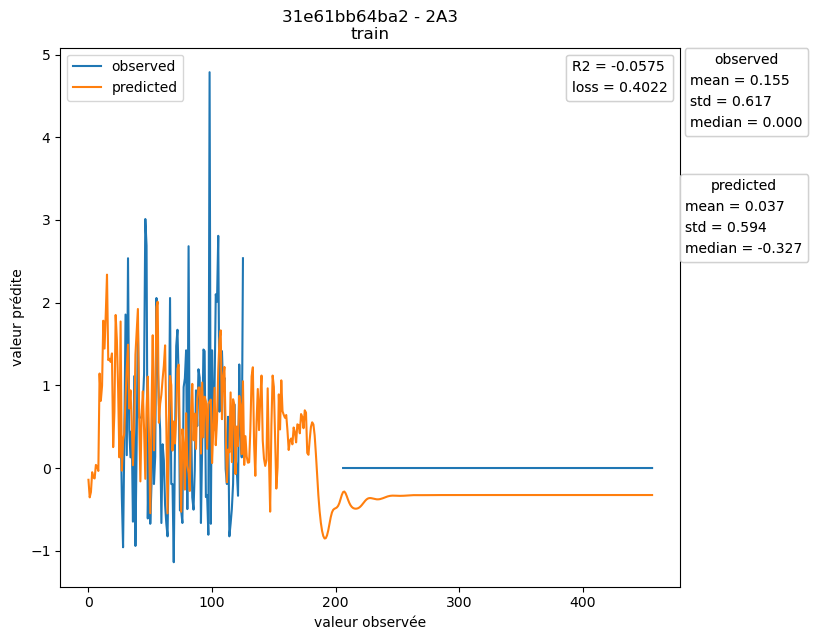 31e61bb64ba2 - 2A3
train
observed
predicted
R2 = -0.0575
loss = 0.4022
observed
mean = 0.155
std = 0.617
median = 0.000
predicted
mean = 0.037
std = 0.594
median = -0.327
valeur prédite
5
4
3
2
1
0
−1
0
100
200
300
400
valeur observée